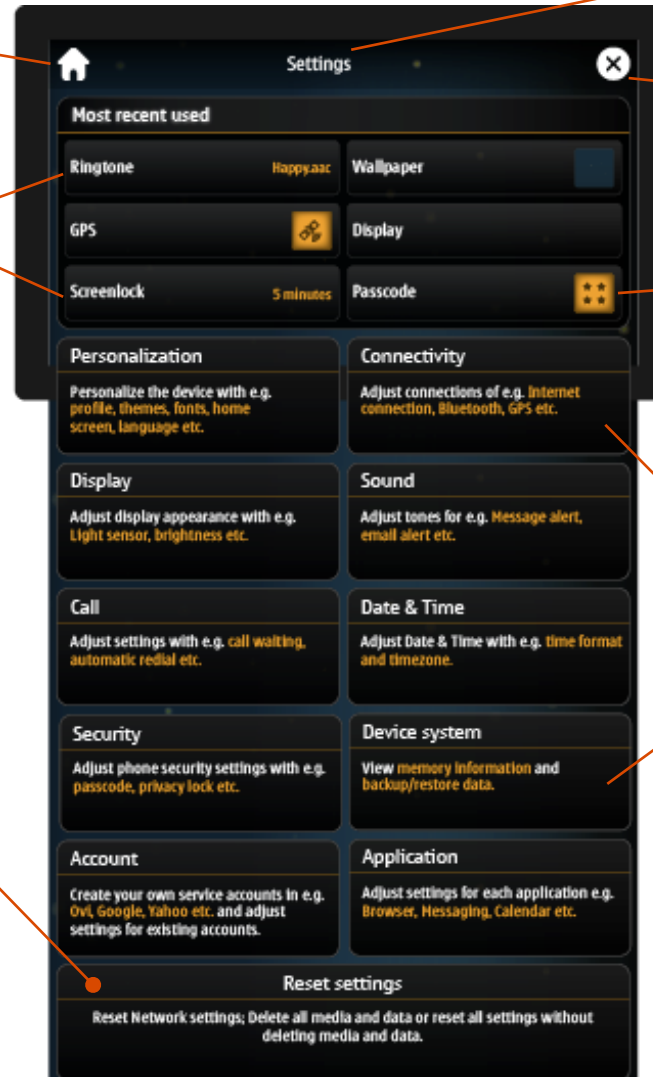 Settings
Most recent used
Ringtone Happy.aac Wallpaper
GPS Display
Screenlock 5 minutes Passcode
Personalization
Personalize the device with e.g.
profile, themes, fonts, home
screen, language etc.
Connectivity
Adjust connections of e.g. Internet
connection, Bluetooth, GPS etc.
Display
Adjust display appearance with e.g.
Light sensor, brightness etc.
Sound
Adjust tones for e.g. Message alert,
email alert etc.
Call
Adjust settings with e.g. call waiting,
automatic redial etc.
Date & Time
Adjust Date & Time with e.g. time format
and timezone.
Security
Adjust phone security settings with e.g.
passcode, privacy lock etc.
Device system
View memory information and
backup/restore data.
Account
Create your own service accounts in e.g.
Ovi, Google, Yahoo etc. and adjust
settings for existing accounts.
Application
Adjust settings for each application e.g.
Browser, Messaging, Calendar etc.
Reset settings
Reset Network settings; Delete all media and data or reset all settings without
deleting media and data.